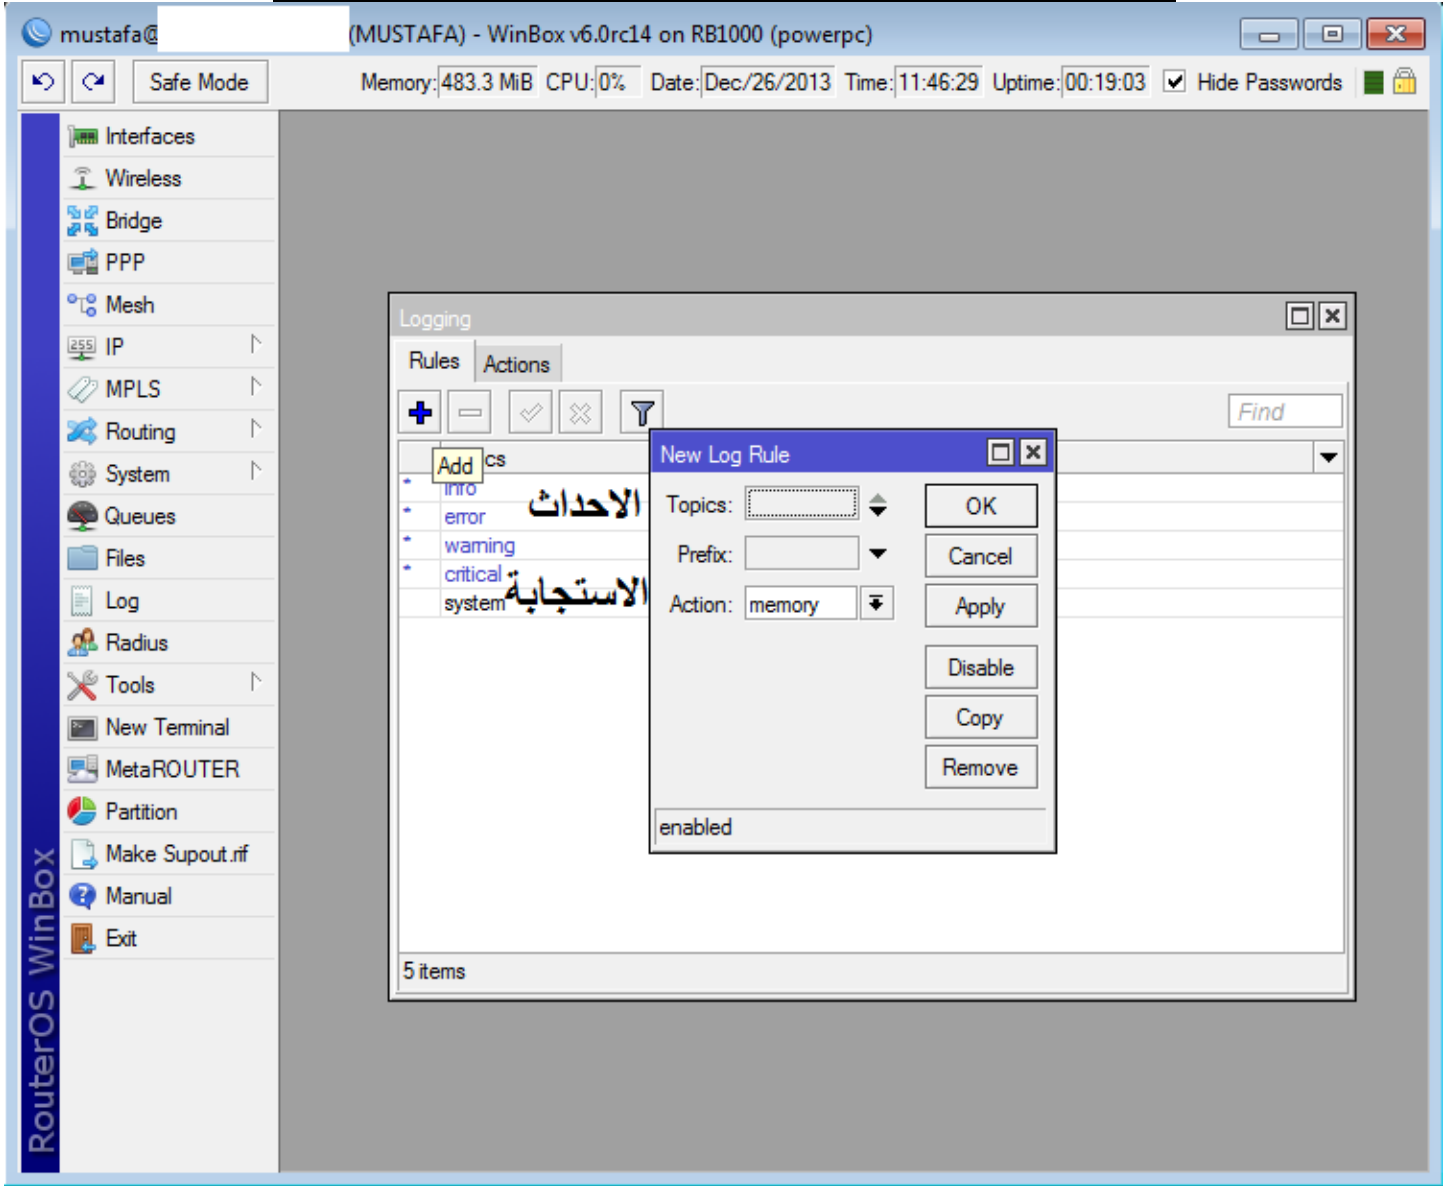 mustafa@ (MUSTAFA) - WinBox v6.0rc14 on RB1000 (powerpc)
Safe Mode Memory: 483.3 MiB CPU: 0% Date: Dec/26/2013 Time: 11:46:29 Uptime: 00:19:03 Hide Passwords
Interfaces
Wireless
Bridge
PPP
Mesh
255 IP
MPLS
Routing
System
Queues
Files
Log
Radius
Tools
New Terminal
MetaROUTER
Partition
Make Supout.rif
Manual
Exit
RouterOS WinBox
Logging
Rules Actions
Find
Add cs
info
error
warning
critical
system
الاحداث
الاستجابة
5 items
New Log Rule
Topics:
Prefix:
Action: memory
OK
Cancel
Apply
Disable
Copy
Remove
enabled